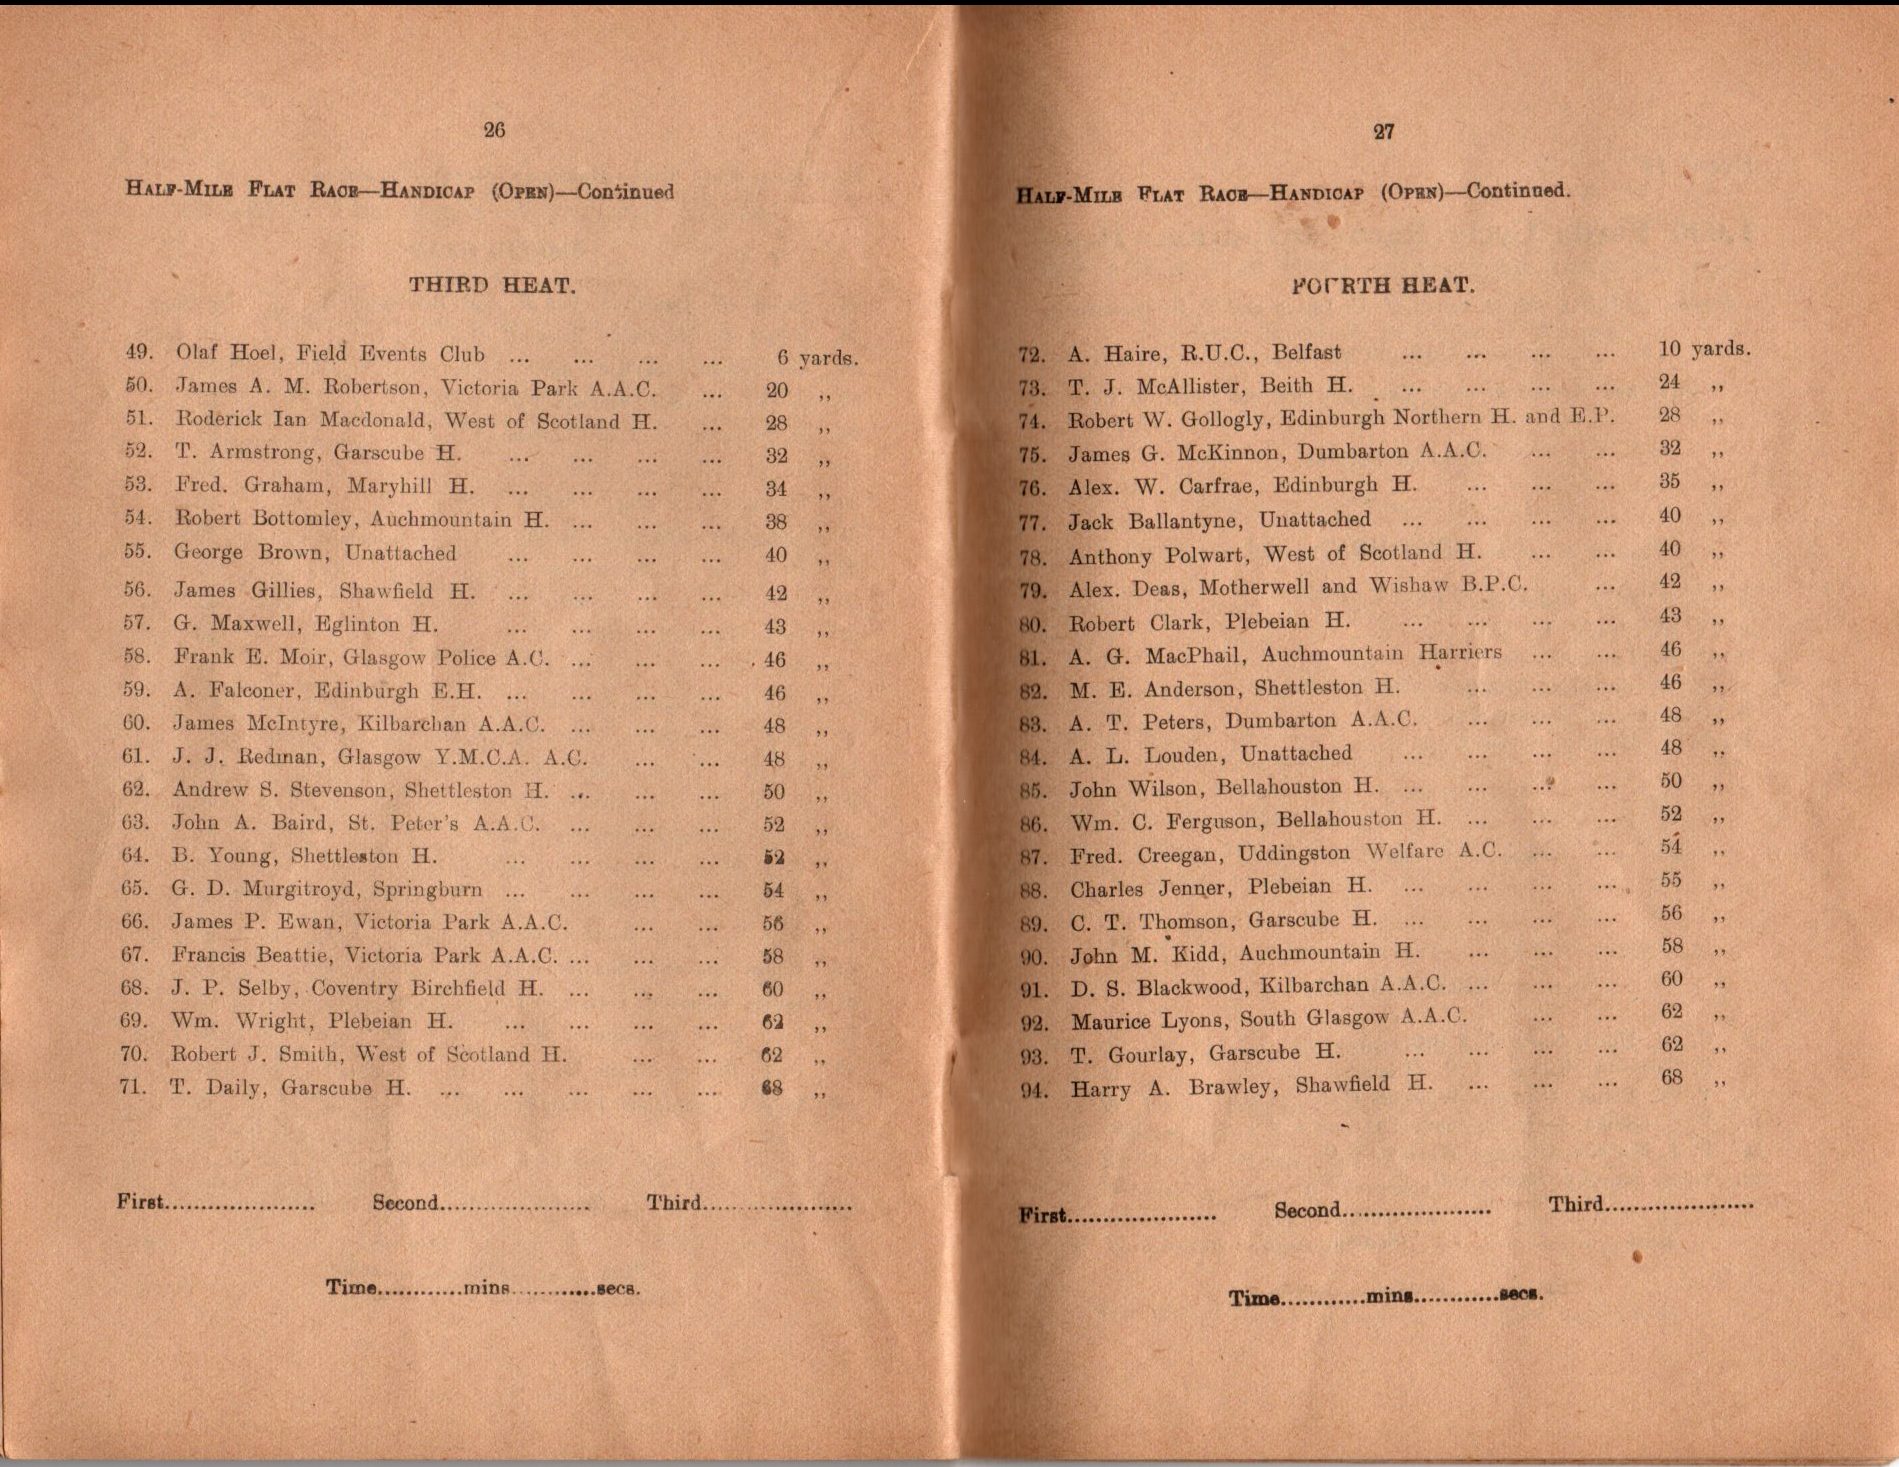 26
HALF-MILE FLAT RACE—HANDICAP (OPEN)—Continued
THIRD HEAT.
49. Olaf Hoel, Field Events Club ... ... ... ... 6 yards.
50. James A. M. Robertson, Victoria Park A.A.C. ... 20 ,,
51. Roderick Ian Macdonald, West of Scotland H. ... 28 ,,
52. T. Armstrong, Garscube H. ... ... ... ... 32 ,,
53. Fred. Graham, Maryhill H. ... ... ... ... 34 ,,
54. Robert Bottomley, Auchmountain H. ... ... ... 38 ,,
55. George Brown, Unattached ... ... ... ... 40 ,,
56. James Gillies, Shawfield H. ... ... ... ... 42 ,,
57. G. Maxwell, Eglinton H. ... ... ... ... 43 ,,
58. Frank E. Moir, Glasgow Police A.C. ... ... ... 46 ,,
59. A. Falconer, Edinburgh E.H. ... ... ... ... 46 ,,
60. James McIntyre, Kilbarchan A.A.C. ... ... ... 48 ,,
61. J. J. Redman, Glasgow Y.M.C.A. A.C. ... ... 48 ,,
62. Andrew S. Stevenson, Shettleston H. ... ... ... 50 ,,
63. John A. Baird, St. Peter's A.A.C. ... ... ... 52 ,,
64. B. Young, Shettleston H. ... ... ... ... 52 ,,
65. G. D. Murgitroyd, Springburn ... ... ... ... 54 ,,
66. James P. Ewan, Victoria Park A.A.C. ... ... 56 ,,
67. Francis Beattie, Victoria Park A.A.C. ... ... ... 58 ,,
68. J. P. Selby, Coventry Birchfield H. ... ... ... 60 ,,
69. Wm. Wright, Plebeian H. ... ... ... ... 62 ,,
70. Robert J. Smith, West of Scotland H. ... ... 62 ,,
71. T. Daily, Garscube H. ... ... ... ... ... 68 ,,
First..................... Second..................... Third.....................
Time............mins............secs.
27
HALF-MILE FLAT RACE—HANDICAP (OPEN)—Continued.
FOURTH HEAT.
72. A. Haire, R.U.C., Belfast ... ... ... ... 10 yards.
73. T. J. McAllister, Beith H. ... ... ... ... 24 ,,
74. Robert W. Gollogly, Edinburgh Northern H. and E.P. 28 ,,
75. James G. McKinnon, Dumbarton A.A.C. ... ... 32 ,,
76. Alex. W. Carfrae, Edinburgh H. ... ... ... 35 ,,
77. Jack Ballantyne, Unattached ... ... ... ... 40 ,,
78. Anthony Polwart, West of Scotland H. ... ... 40 ,,
79. Alex. Deas, Motherwell and Wishaw B.P.C. ... 42 ,,
80. Robert Clark, Plebeian H. ... ... ... ... 43 ,,
81. A. G. MacPhail, Auchmountain Harriers ... ... 46 ,,
82. M. E. Anderson, Shettleston H. ... ... ... 46 ,,
83. A. T. Peters, Dumbarton A.A.C. ... ... ... 48 ,,
84. A. L. Louden, Unattached ... ... ... ... 48 ,,
85. John Wilson, Bellahouston H. ... ... ... ... 50 ,,
86. Wm. C. Ferguson, Bellahouston H. ... ... ... 52 ,,
87. Fred. Creegan, Uddingston Welfare A.C. ... ... 54 ,,
88. Charles Jenner, Plebeian H. ... ... ... ... 55 ,,
89. C. T. Thomson, Garscube H. ... ... ... ... 56 ,,
90. John M. Kidd, Auchmountain H. ... ... ... 58 ,,
91. D. S. Blackwood, Kilbarchan A.A.C. ... ... ... 60 ,,
92. Maurice Lyons, South Glasgow A.A.C. ... ... 62 ,,
93. T. Gourlay, Garscube H. ... ... ... ... 62 ,,
94. Harry A. Brawley, Shawfield H. ... ... ... 68 ,,
First..................... Second..................... Third.....................
Time............mins............secs.